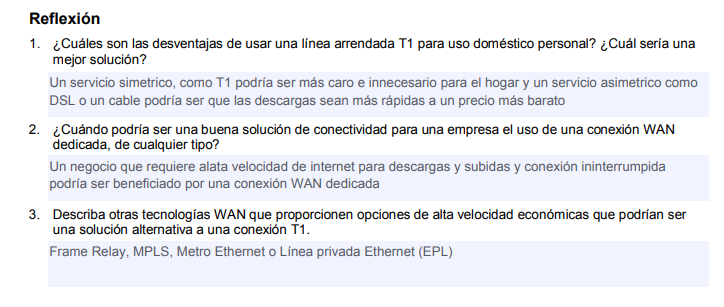 Reflexión
1. ¿Cuáles son las desventajas de usar una línea arrendada T1 para uso doméstico personal? ¿Cuál sería una
mejor solución?
Un servicio simetrico, como T1 podría ser más caro e innecesario para el hogar y un servicio asimetrico como
DSL o un cable podría ser que las descargas sean más rápidas a un precio más barato
2. ¿Cuándo podría ser una buena solución de conectividad para una empresa el uso de una conexión WAN
dedicada, de cualquier tipo?
Un negocio que requiere alata velocidad de internet para descargas y subidas y conexión ininterrumpida
podría ser beneficiado por una conexión WAN dedicada
3. Describa otras tecnologías WAN que proporcionen opciones de alta velocidad económicas que podrían ser
una solución alternativa a una conexión T1.
Frame Relay, MPLS, Metro Ethernet o Línea privada Ethernet (EPL)